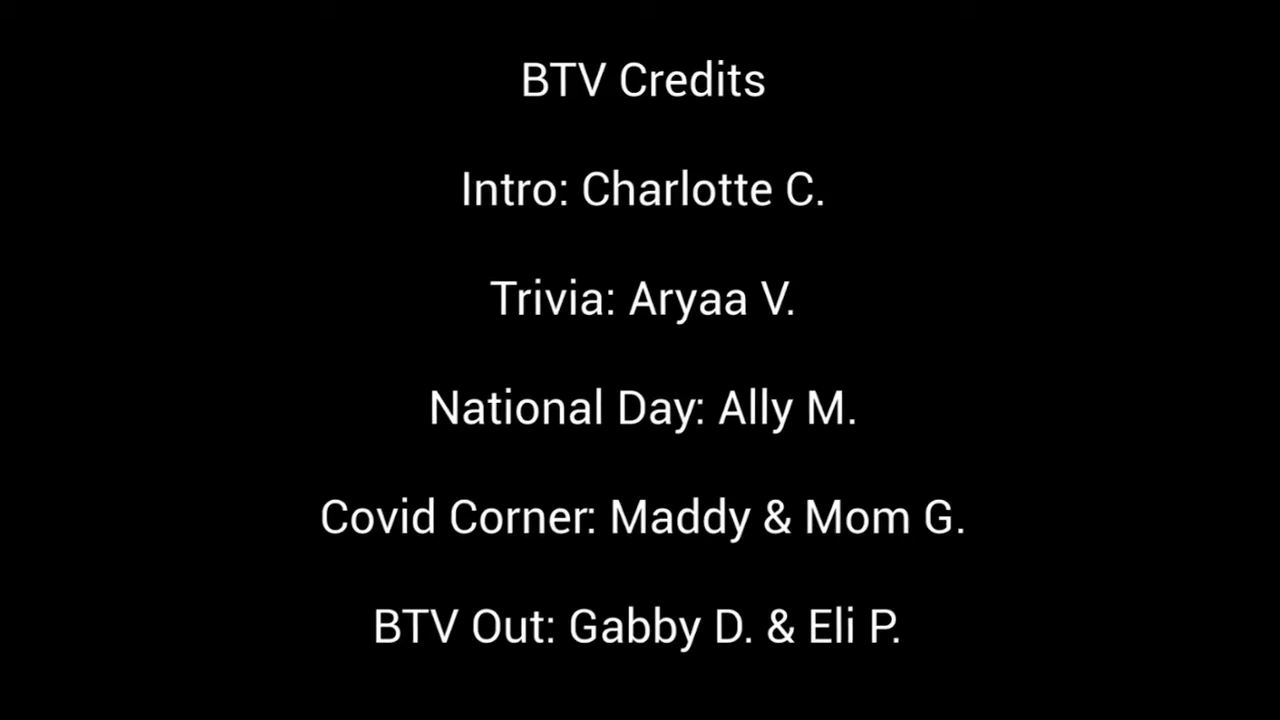 BTV Credits
Intro: Charlotte C.
Trivia: Aryaa V.
National Day: Ally M.
Covid Corner: Maddy & Mom G.
BTV Out: Gabby D. & Eli P.